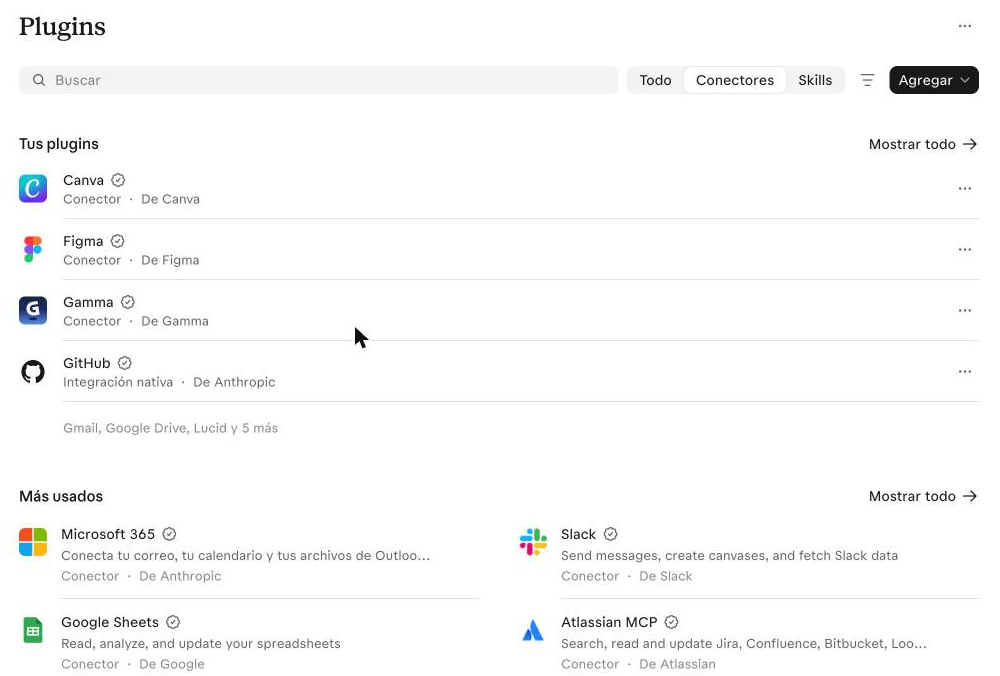 Plugins
Buscar
Todo
Conectores
Skills
Agregar
Tus plugins
Mostrar todo
Canva
Conector · De Canva
Figma
Conector · De Figma
Gamma
Conector · De Gamma
GitHub
Integración nativa · De Anthropic
Gmail, Google Drive, Lucid y 5 más
Más usados
Mostrar todo
Microsoft 365
Conecta tu correo, tu calendario y tus archivos de Outloo...
Conector · De Anthropic
Slack
Send messages, create canvases, and fetch Slack data
Conector · De Slack
Google Sheets
Read, analyze, and update your spreadsheets
Conector · De Google
Atlassian MCP
Search, read and update Jira, Confluence, Bitbucket, Loo...
Conector · De Atlassian